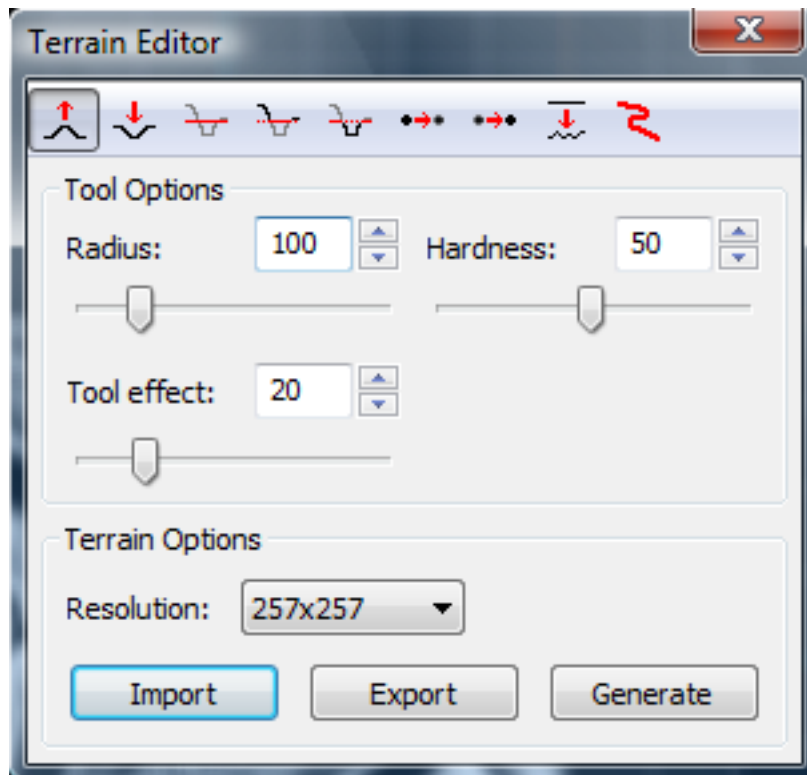 Terrain Editor
Tool Options
Radius: 100 Hardness: 50
Tool effect: 20
Terrain Options
Resolution: 257x257
Import Export Generate